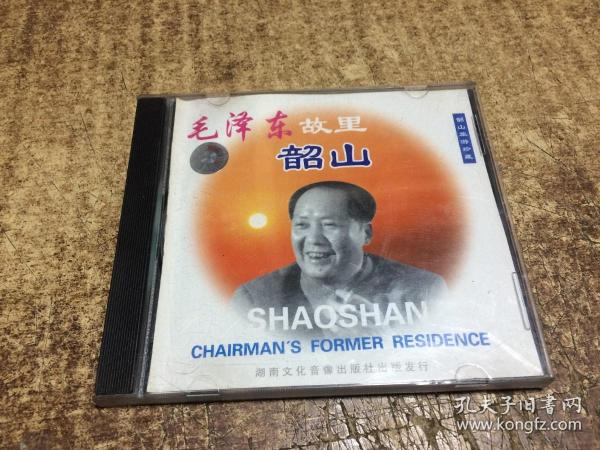 毛泽东故里
韶山
韶山旅游珍藏
SHAOSHAN
CHAIRMAN'S FORMER RESIDENCE
湖南文化音像出版社出版发行
孔夫子旧书网
www.kongfz.com